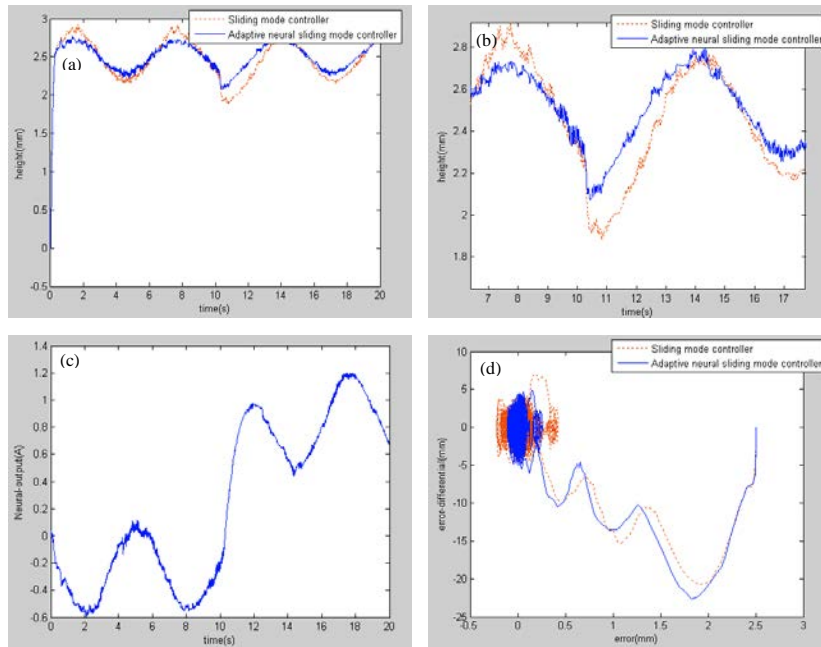 Sliding mode controller
Adaptive neural sliding mode controller
(a)
3
2.5
2
1.5
1
0.5
0
-0.5
height(mm)
0 2 4 6 8 10 12 14 16 18 20
time(s)
Sliding mode controller
Adaptive neural sliding mode controller
(b)
2.8
2.6
2.4
2.2
2
1.8
height(mm)
7 8 9 10 11 12 13 14 15 16 17
time(s)
(c)
1.4
1.2
1
0.8
0.6
0.4
0.2
0
-0.2
-0.4
-0.6
Neural-output(A)
0 2 4 6 8 10 12 14 16 18 20
time(s)
Sliding mode controller
Adaptive neural sliding mode controller
(d)
10
5
0
-5
-10
-15
-20
-25
error-differential(mm)
-0.5 0 0.5 1 1.5 2 2.5 3
error(mm)